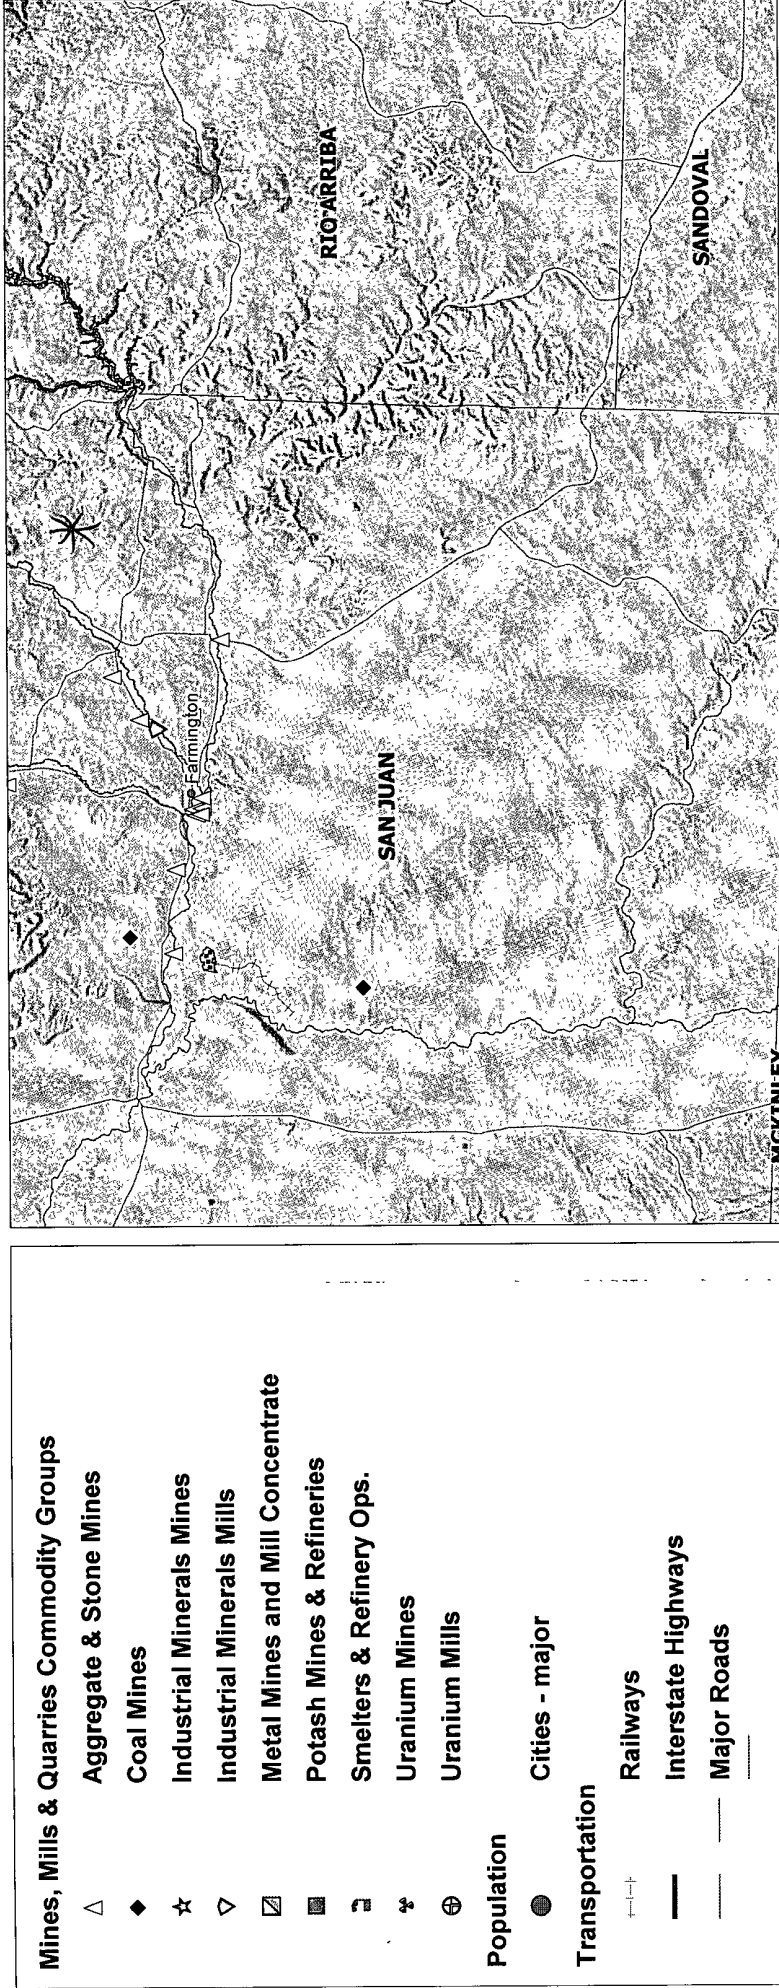 Mines, Mills & Quarries Commodity Groups
Aggregate & Stone Mines
Coal Mines
Industrial Minerals Mines
Industrial Minerals Mills
Metal Mines and Mill Concentrate
Potash Mines & Refineries
Smelters & Refinery Ops.
Uranium Mines
Uranium Mills
Population
Cities - major
Transportation
Railways
Interstate Highways
Major Roads
Farmington
SAN JUAN
RIO ARRIBA
SANDOVAL
MCKINLEY